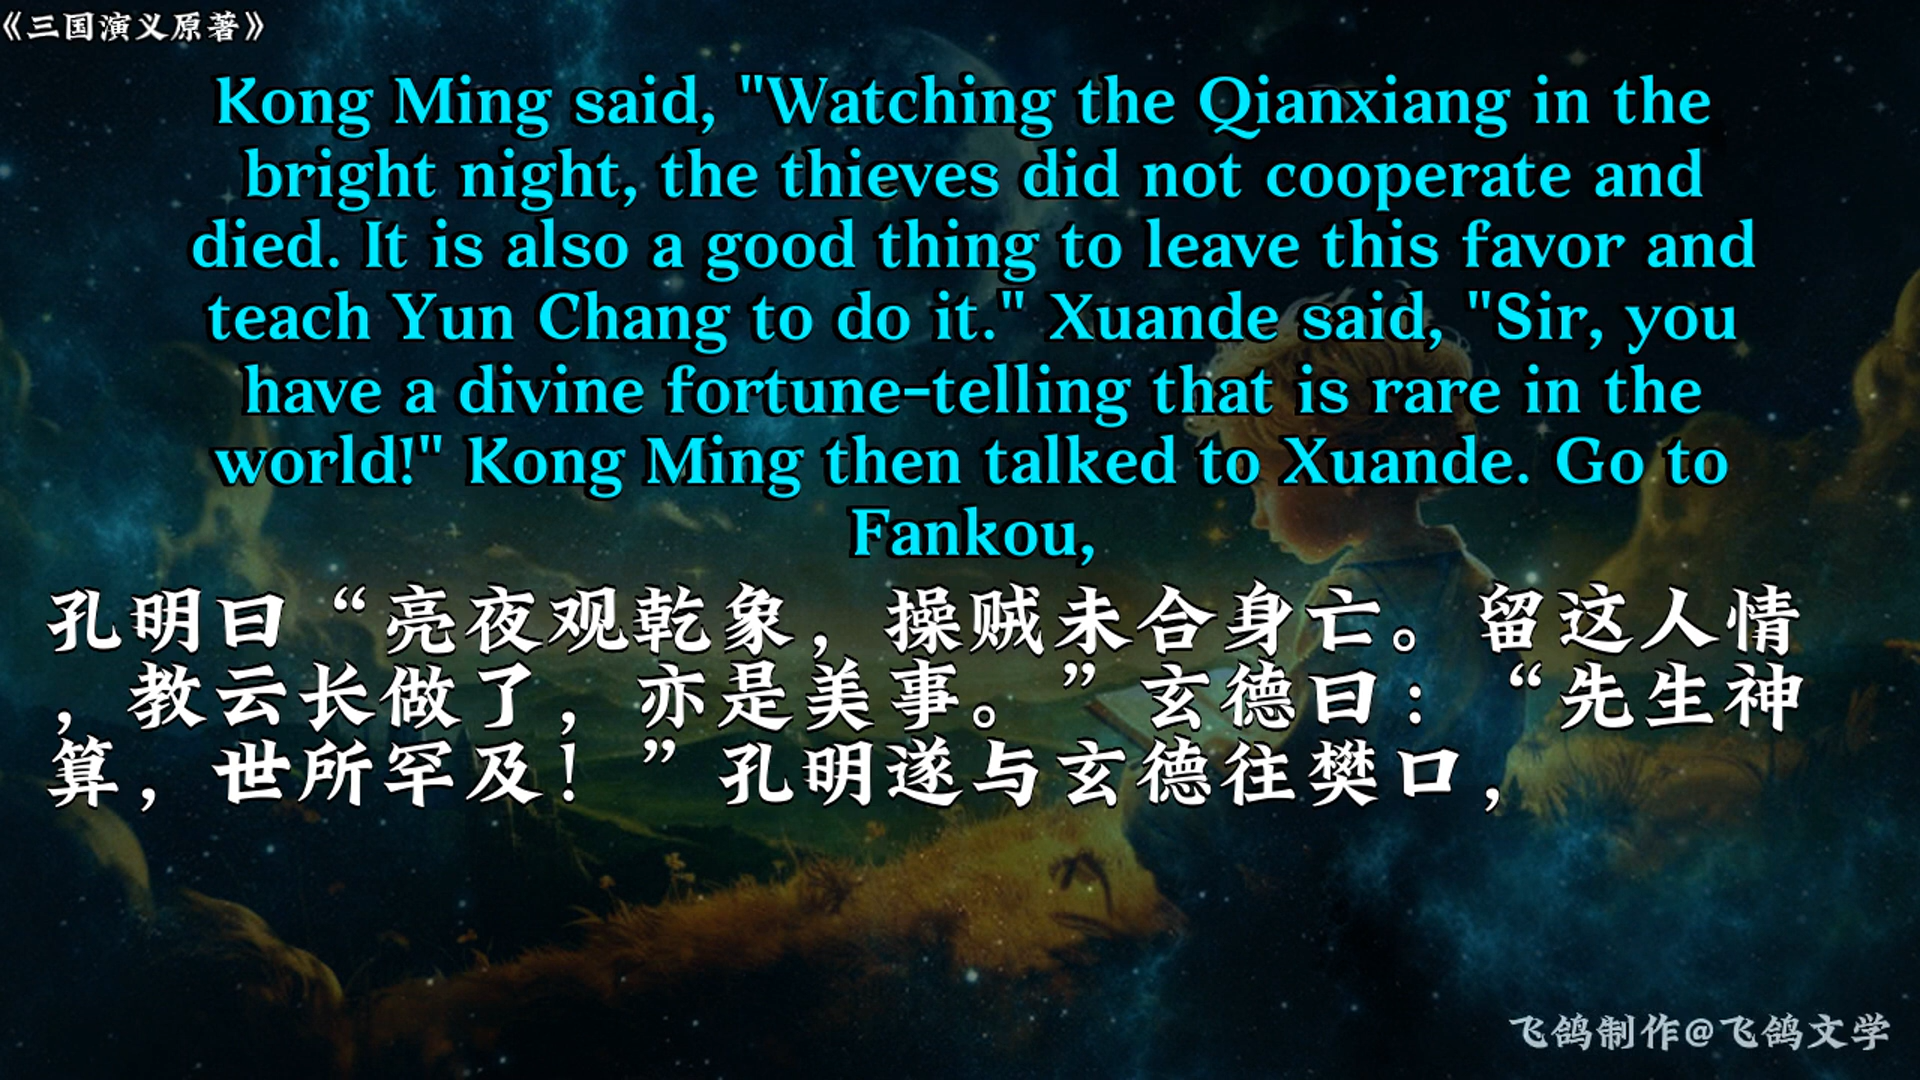 《三国演义原著》
Kong Ming said, "Watching the Qianxiang in the
bright night, the thieves did not cooperate and
died. It is also a good thing to leave this favor and
teach Yun Chang to do it." Xuande said, "Sir, you
have a divine fortune-telling that is rare in the
world!" Kong Ming then talked to Xuande. Go to
Fankou,
孔明曰“亮夜观乾象，操贼未合身亡。留这人情
，教云长做了，亦是美事。”玄德曰：“先生神
算，世所罕及！”孔明遂与玄德往樊口，
飞鸽制作@飞鸽文学